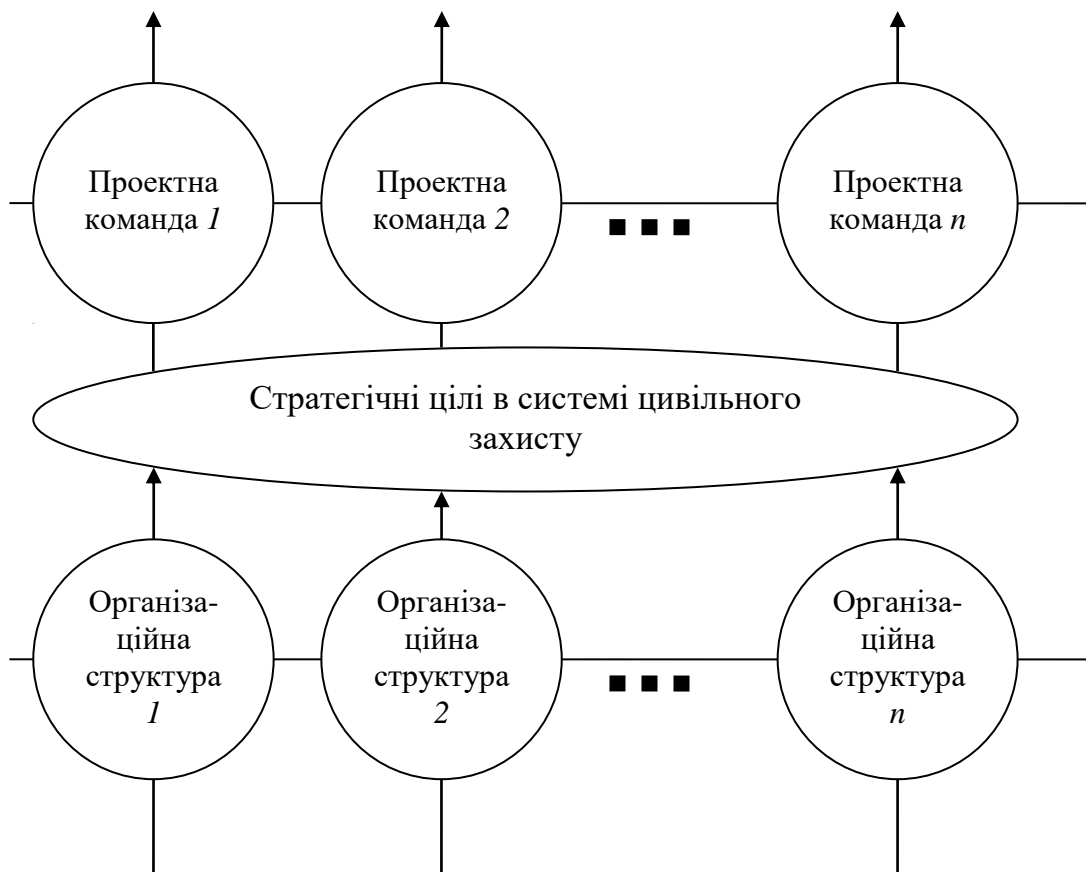 Проектна
команда 1
Проектна
команда 2
Проектна
команда n
Стратегічні цілі в системі цивільного
захисту
Організа-
ційна
структура
1
Організа-
ційна
структура
2
Організа-
ційна
структура
n